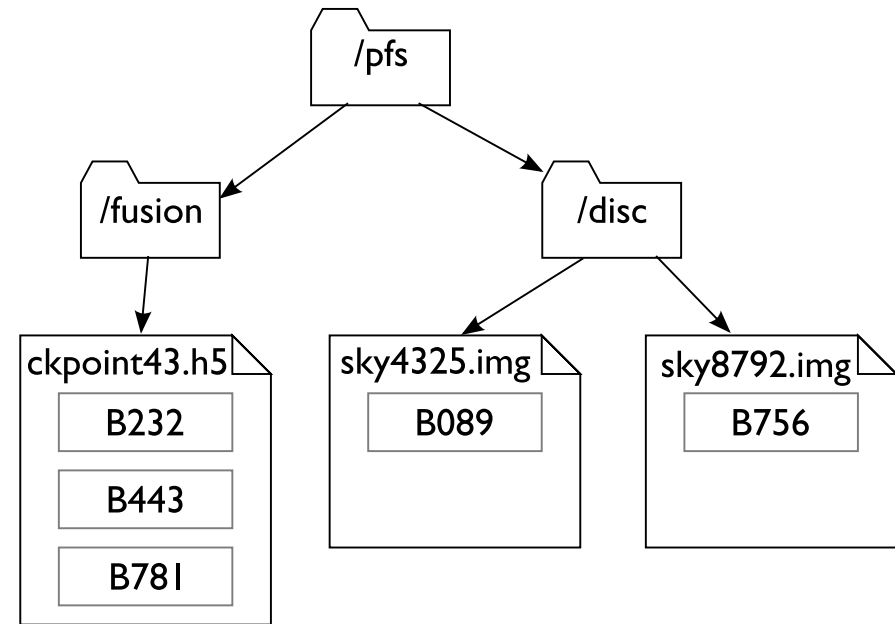 /pfs
/fusion
/disc
ckpoint43.h5
B232
B443
B781
sky4325.img
B089
sky8792.img
B756